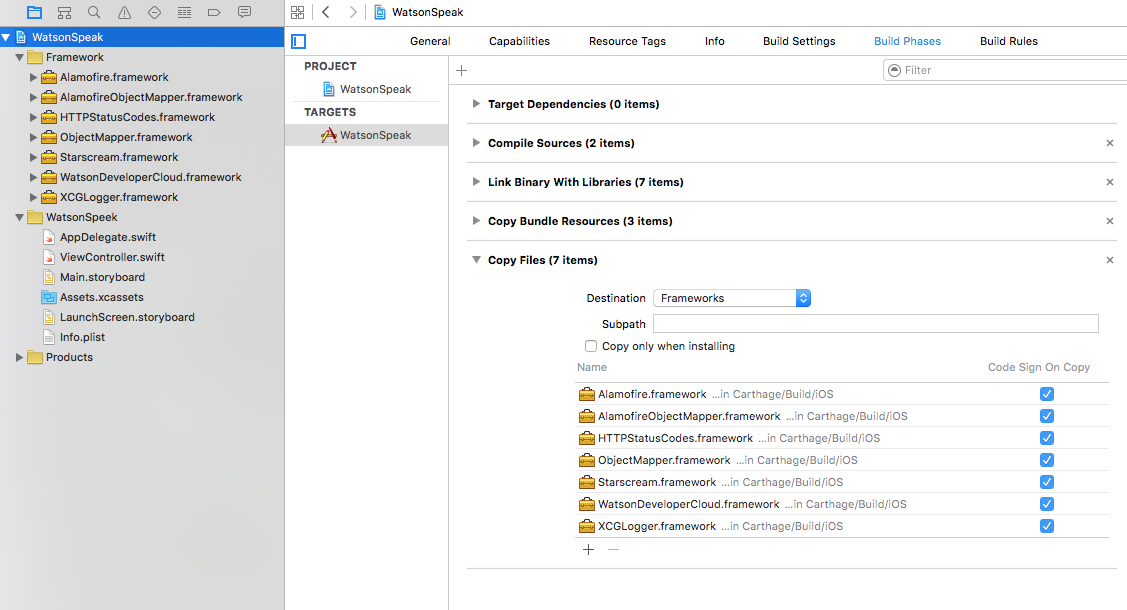 WatsonSpeak
Framework
Alamofire.framework
AlamofireObjectMapper.framework
HTTPStatusCodes.framework
ObjectMapper.framework
Starscream.framework
WatsonDeveloperCloud.framework
XCGLogger.framework
WatsonSpeek
AppDelegate.swift
ViewController.swift
Main.storyboard
Assets.xcassets
LaunchScreen.storyboard
Info.plist
Products
WatsonSpeak
General Capabilities Resource Tags Info Build Settings Build Phases Build Rules
PROJECT
WatsonSpeak
TARGETS
WatsonSpeak
Filter
Target Dependencies (0 items)
Compile Sources (2 items)
Link Binary With Libraries (7 items)
Copy Bundle Resources (3 items)
Copy Files (7 items)
Destination Frameworks
Subpath
Copy only when installing
Name Code Sign On Copy
Alamofire.framework ...in Carthage/Build/iOS
AlamofireObjectMapper.framework ...in Carthage/Build/iOS
HTTPStatusCodes.framework ...in Carthage/Build/iOS
ObjectMapper.framework ...in Carthage/Build/iOS
Starscream.framework ...in Carthage/Build/iOS
WatsonDeveloperCloud.framework ...in Carthage/Build/iOS
XCGLogger.framework ...in Carthage/Build/iOS